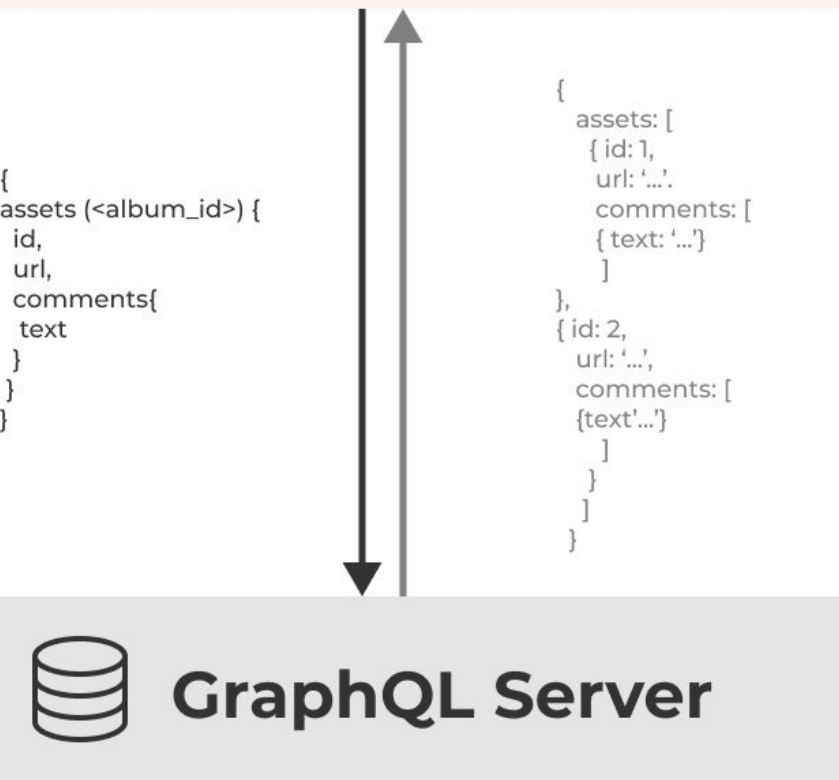 {
assets (<album_id>) {
id,
url,
comments{
text
}
}
}
{
assets: [
{ id: 1,
url: ‘...’.
comments: [
{ text: ‘...’}
]
},
{ id: 2,
url: ‘...’,
comments: [
{text’...’}
]
}
]
}
GraphQL Server